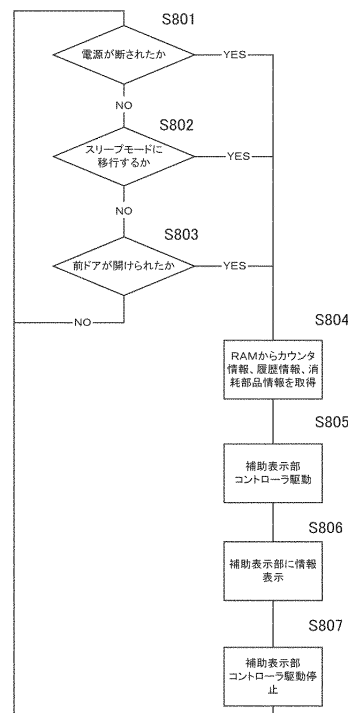 S801
電源が断されたか
YES
NO
S802
スリープモードに
移行するか
YES
NO
S803
前ドアが開けられたか
YES
NO
S804
RAMからカウンタ
情報、履歴情報、消
耗部品情報を取得
S805
補助表示部
コントローラ駆動
S806
補助表示部に情報
表示
S807
補助表示部
コントローラ駆動停
止